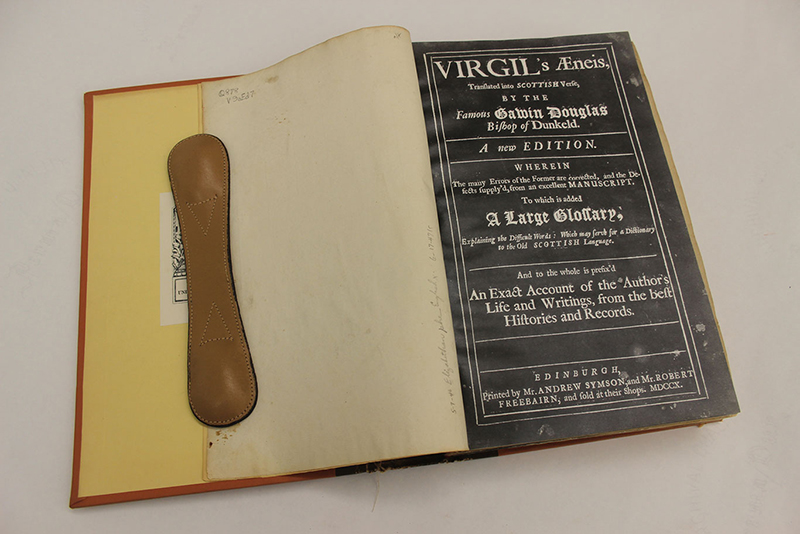 VIRGIL's ÆNEIS,
Translated into SCOTTISH Verse,
BY THE
Famous Gawin Douglas
Bishop of Dunkeld.
A new EDITION.
WHEREIN
The many Errors of the Former are corrected, and the De-
fects supply'd, from an excellent MANUSCRIPT.
To which is added
A Large Glossary,
Explaining the Difficult Words: Which may serve for a Dictionary
to the Old SCOTTISH Language.
And to the whole is prefix'd
An Exact Account of the Author's
Life and Writings, from the best
Histories and Records.
EDINBURGH,
Printed by Mr. ANDREW SYMSON, and Mr. ROBERT
FREEBAIRN, and sold at their Shops. MDCCX.